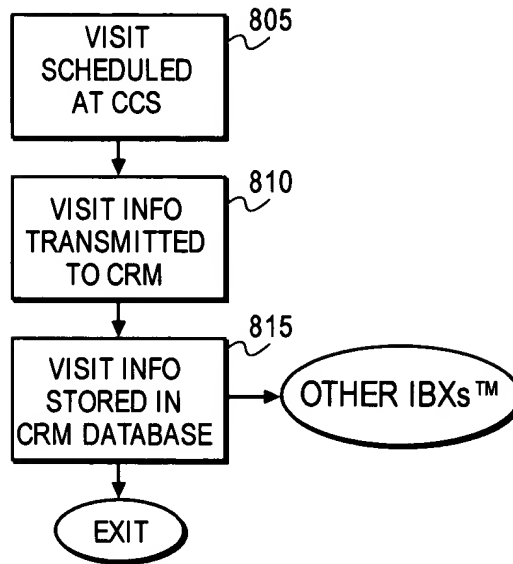 805
VISIT
SCHEDULED
AT CCS
810
VISIT INFO
TRANSMITTED
TO CRM
815
VISIT INFO
STORED IN
CRM DATABASE
OTHER IBXs™
EXIT